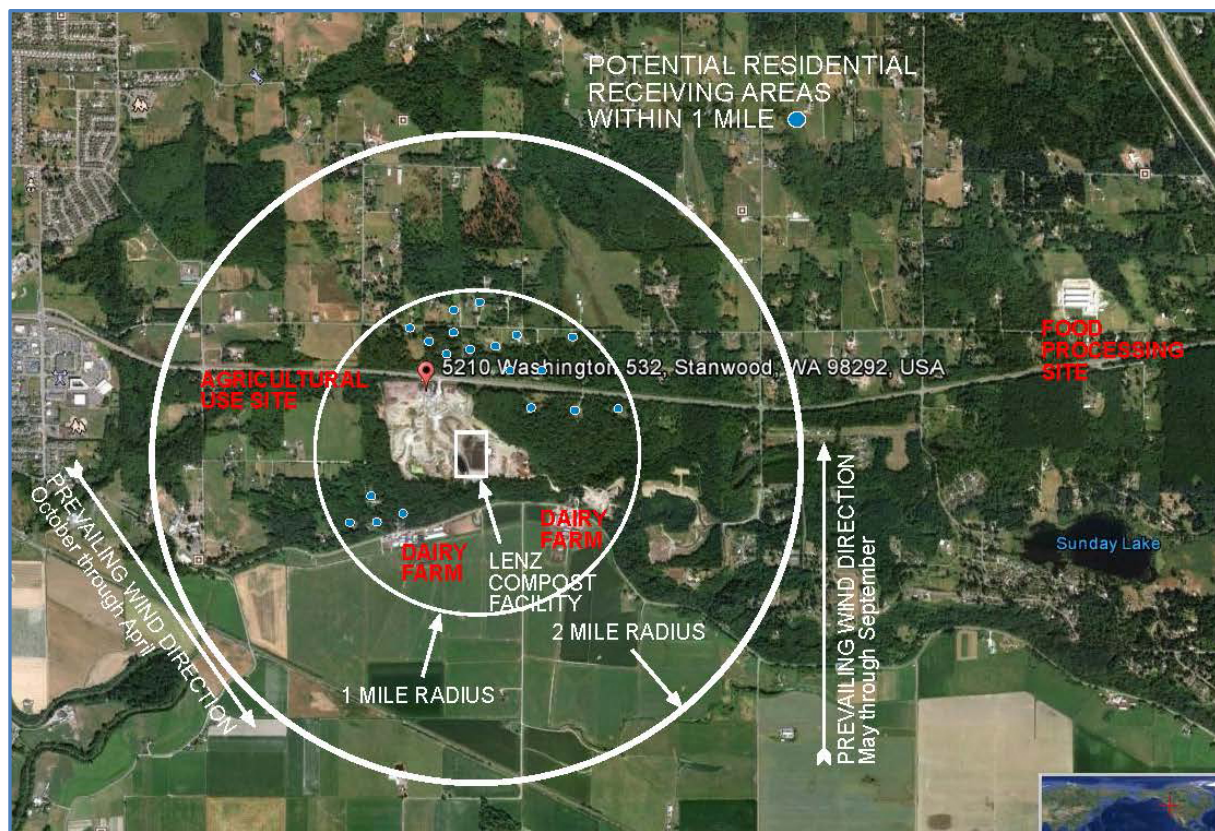 POTENTIAL RESIDENTIAL
RECEIVING AREAS
WITHIN 1 MILE
5210 Washington 532, Stanwood, WA 98292, USA
AGRICULTURAL
USE SITE
FOOD
PROCESSING
SITE
PREVAILING WIND DIRECTION
October through April
DAIRY
FARM
DAIRY
FARM
LENZ
COMPOST
FACILITY
PREVAILING WIND DIRECTION
May through September
Sunday Lake
1 MILE RADIUS
2 MILE RADIUS